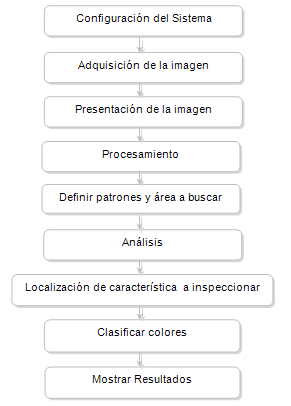 Configuración del Sistema
Adquisición de la imagen
Presentación de la imagen
Procesamiento
Definir patrones y área a buscar
Análisis
Localización de característica a inspeccionar
Clasificar colores
Mostrar Resultados